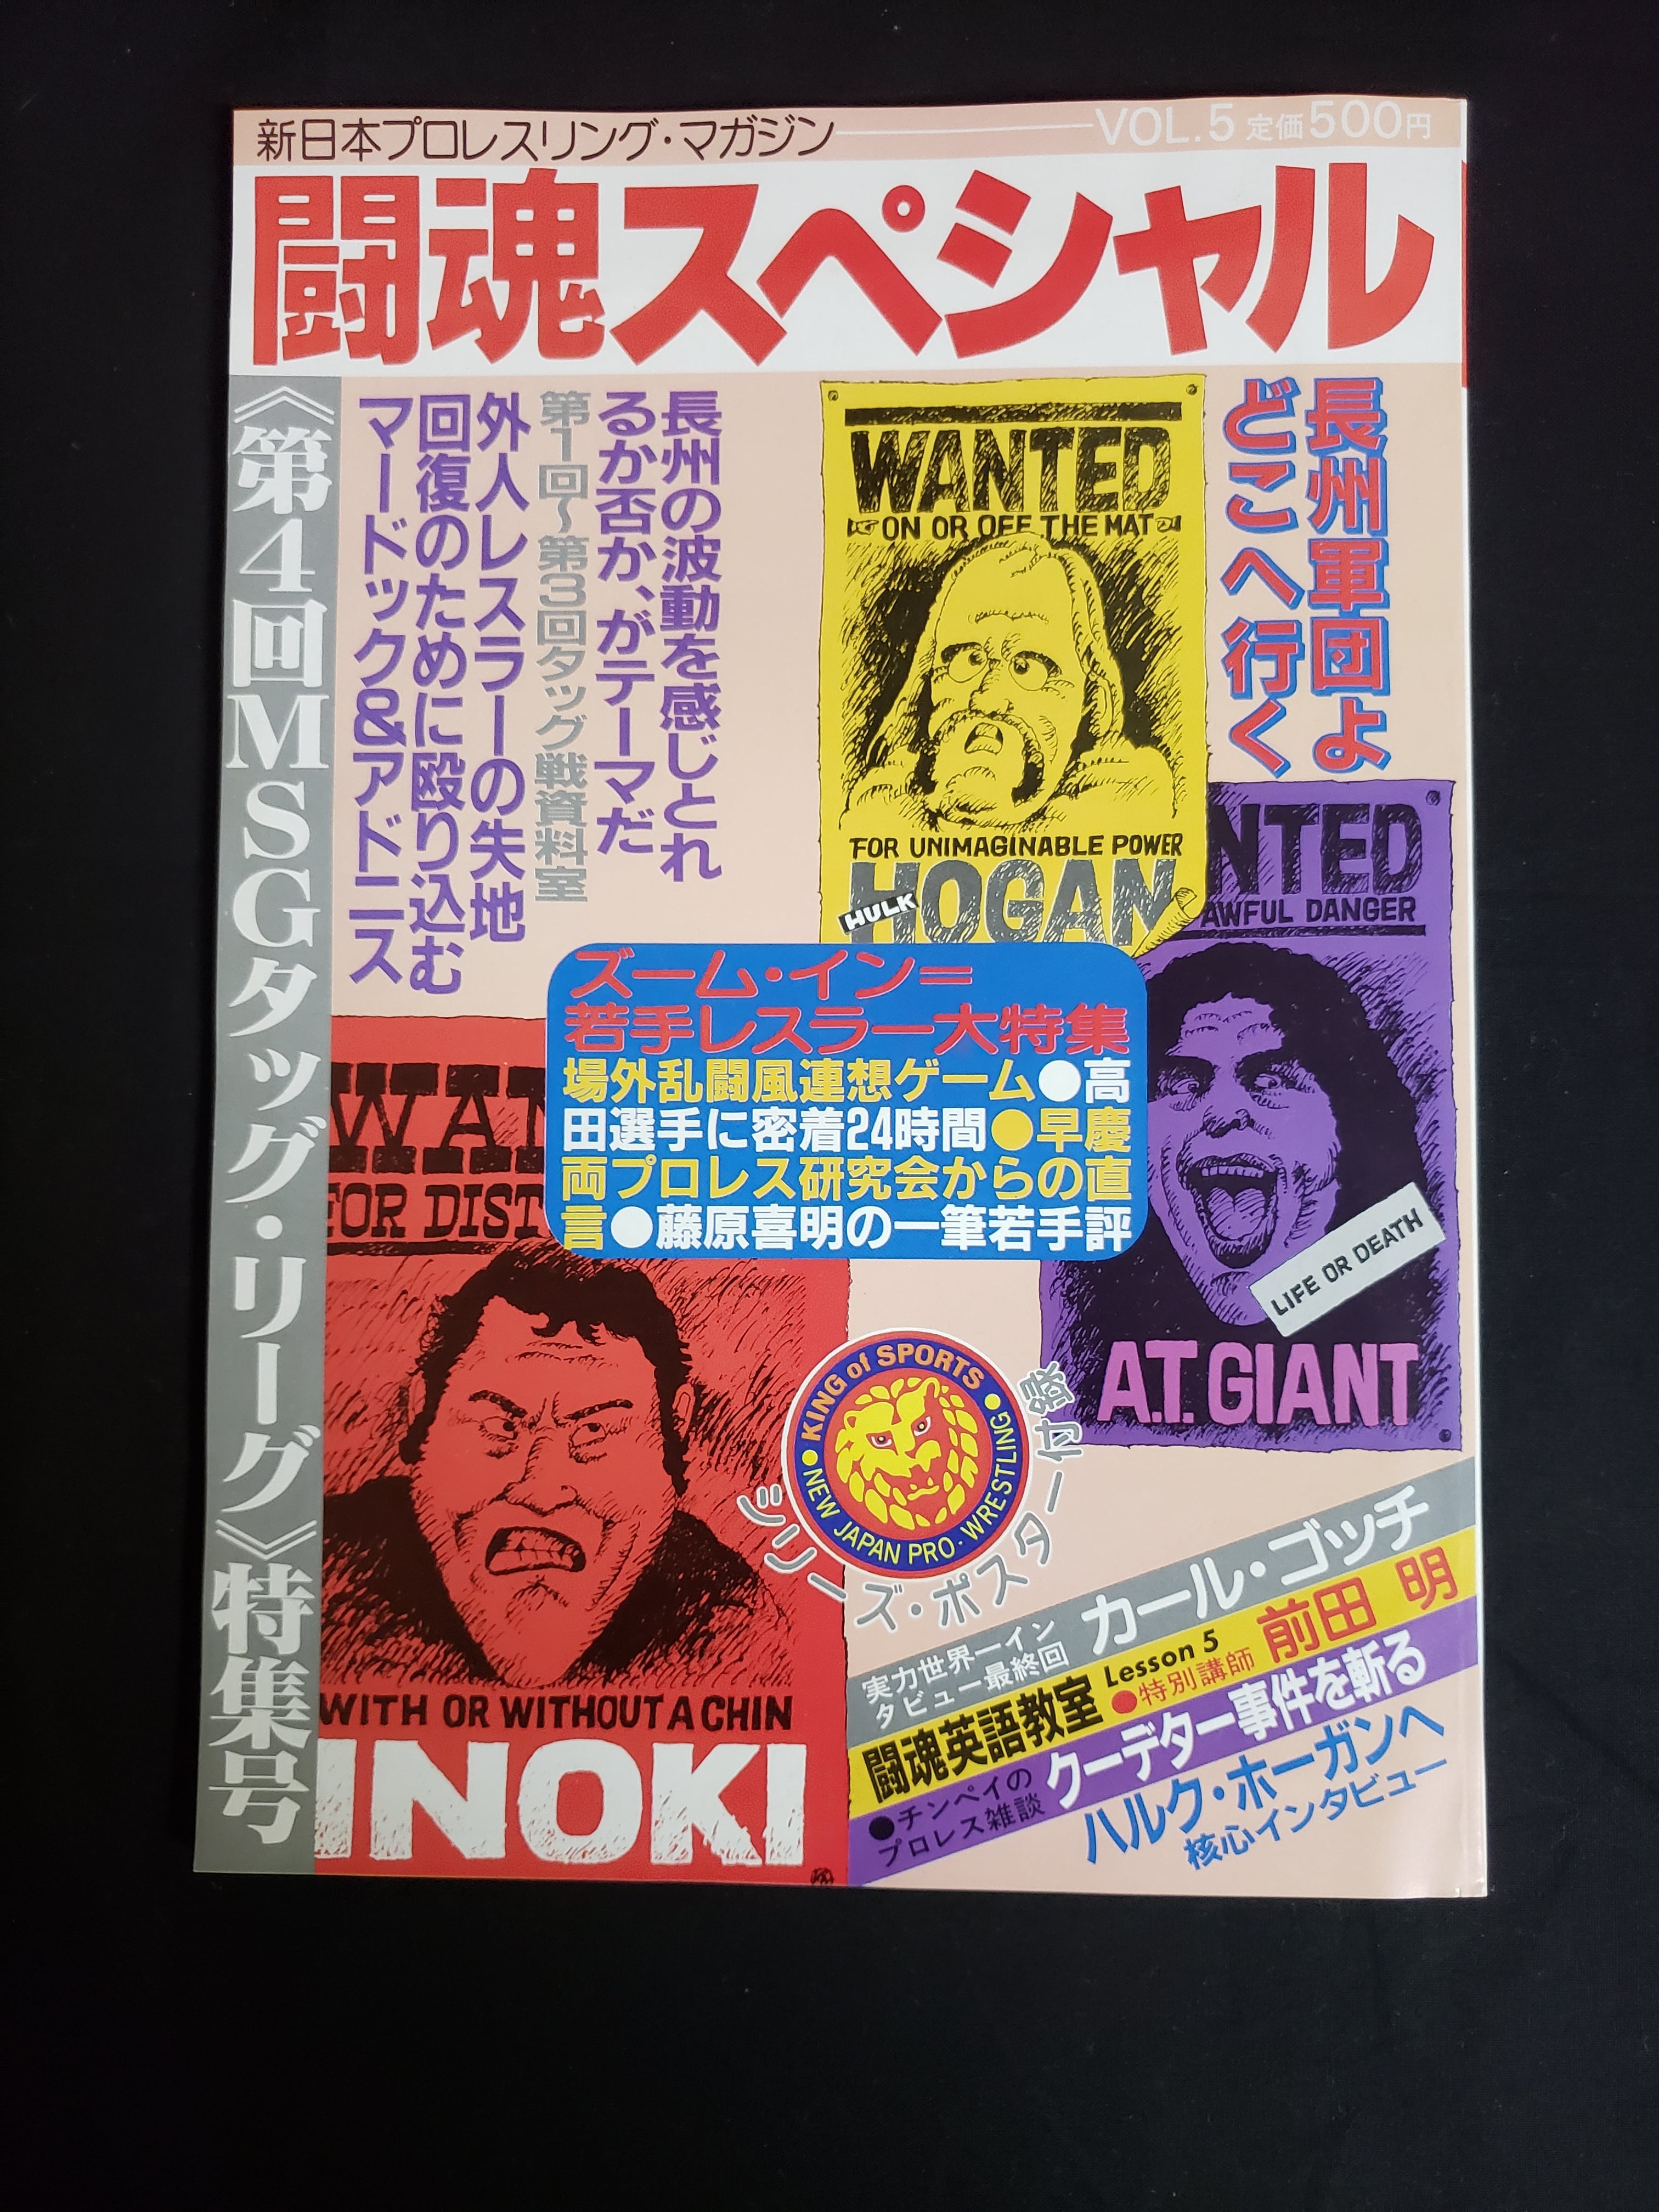 新日本プロレスリング・マガジン
VOL.5 定価500円
闘魂スペシャル
長州軍団よ
どこへ行く
WANTED
ON OR OFF THE MAT
FOR UNIMAGINABLE POWER
HULK
HOGAN
長州の波動を感じとれ
るか否か、がテーマだ
第1回〜第3回タッグ戦資料室
外人レスラーの失地
回復のために殴り込む
マードック&アドニス
《第4回MSGタッグ・リーグ》特集号
NTED
AWFUL DANGER
LIFE OR DEATH
A.T. GIANT
ズーム・イン=
若手レスラー大特集
場外乱闘風連想ゲーム●高
田選手に密着24時間●早慶
両プロレス研究会からの直
言●藤原喜明の一筆若手評
WAN
FOR DIST
WITH OR WITHOUT A CHIN
INOKI
KING of SPORTS
NEW JAPAN PRO-WRESTLING
シリーズ・ポスター付録
実力世界一イン
タビュー最終回
カール・ゴッチ
闘魂英語教室 Lesson 5
●特別講師 前田 明
●チンペイの
プロレス雑談
クーデター事件を斬る
ハルク・ホーガンへ
核心インタビュー